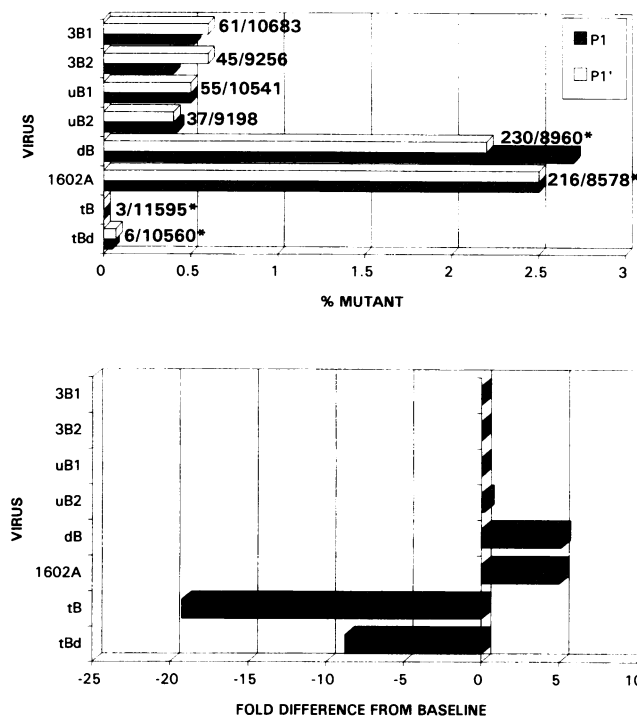 3B1 61/10683
3B2 45/9256
uB1 55/10541
uB2 37/9198
dB 230/8960*
1602A 216/8578*
tB 3/11595*
tBd 6/10560*
VIRUS
P1
P1'
0 0.5 1 1.5 2 2.5 3
% MUTANT
3B1
3B2
uB1
uB2
dB
1602A
tB
tBd
VIRUS
-25 -20 -15 -10 -5 0 5 10
FOLD DIFFERENCE FROM BASELINE